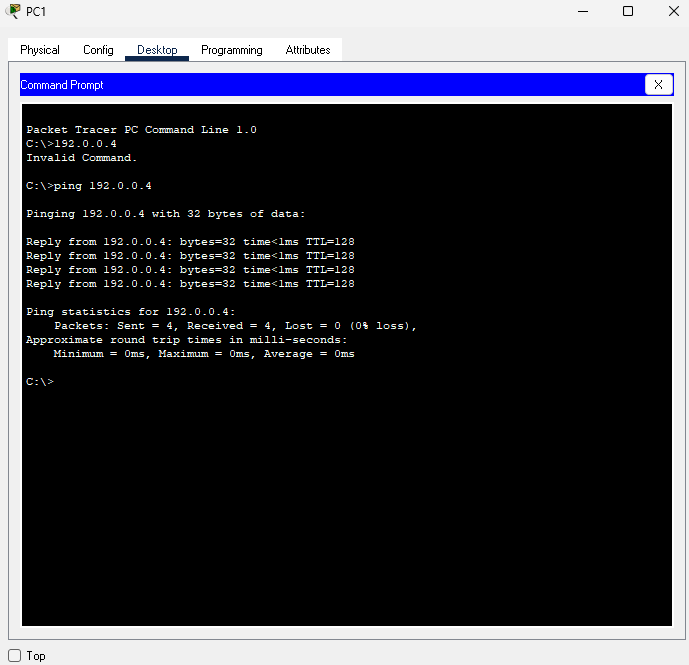 PC1
Physical Config Desktop Programming Attributes
Command Prompt
X
Packet Tracer PC Command Line 1.0
C:\>192.0.0.4
Invalid Command.
C:\>ping 192.0.0.4
Pinging 192.0.0.4 with 32 bytes of data:
Reply from 192.0.0.4: bytes=32 time<1ms TTL=128
Reply from 192.0.0.4: bytes=32 time<1ms TTL=128
Reply from 192.0.0.4: bytes=32 time<1ms TTL=128
Reply from 192.0.0.4: bytes=32 time<1ms TTL=128
Ping statistics for 192.0.0.4:
Packets: Sent = 4, Received = 4, Lost = 0 (0% loss),
Approximate round trip times in milli-seconds:
Minimum = 0ms, Maximum = 0ms, Average = 0ms
C:\>
Top